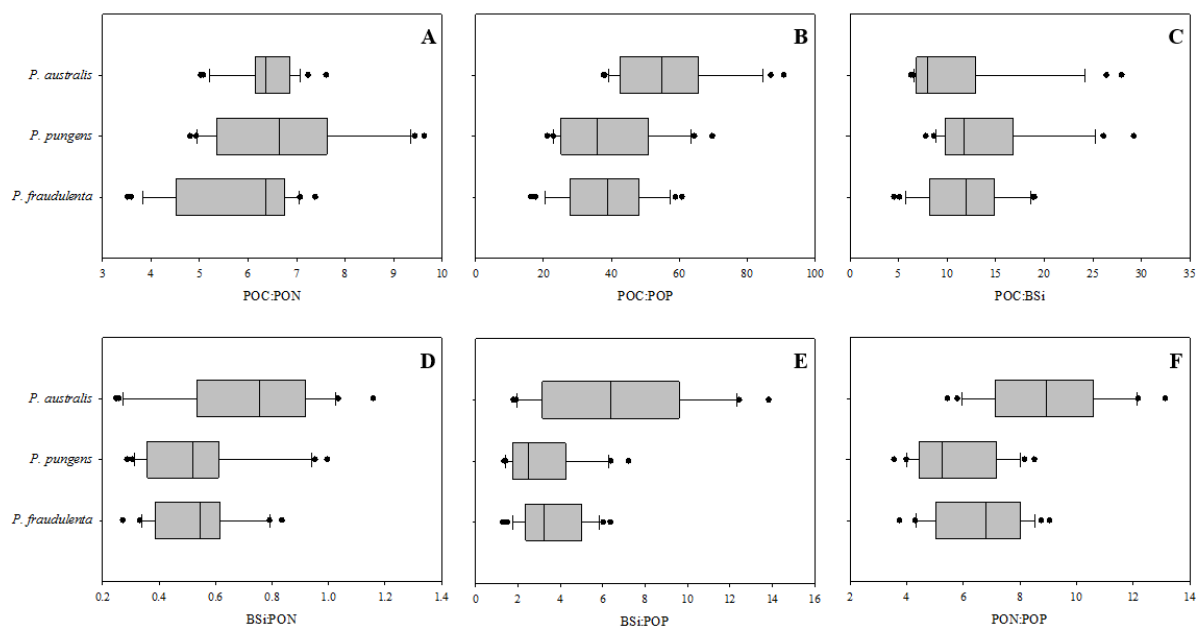 A
B
C
P. australis
P. pungens
P. fraudulenta
3 4 5 6 7 8 9 10
0 20 40 60 80 100
0 5 10 15 20 25 30 35
POC:PON
POC:POP
POC:BSi
D
E
F
P. australis
P. pungens
P. fraudulenta
0.2 0.4 0.6 0.8 1.0 1.2
0 2 4 6 8 10 12 14 16
2 4 6 8 10 12 14
BSi:PON
BSi:POP
PON:POP